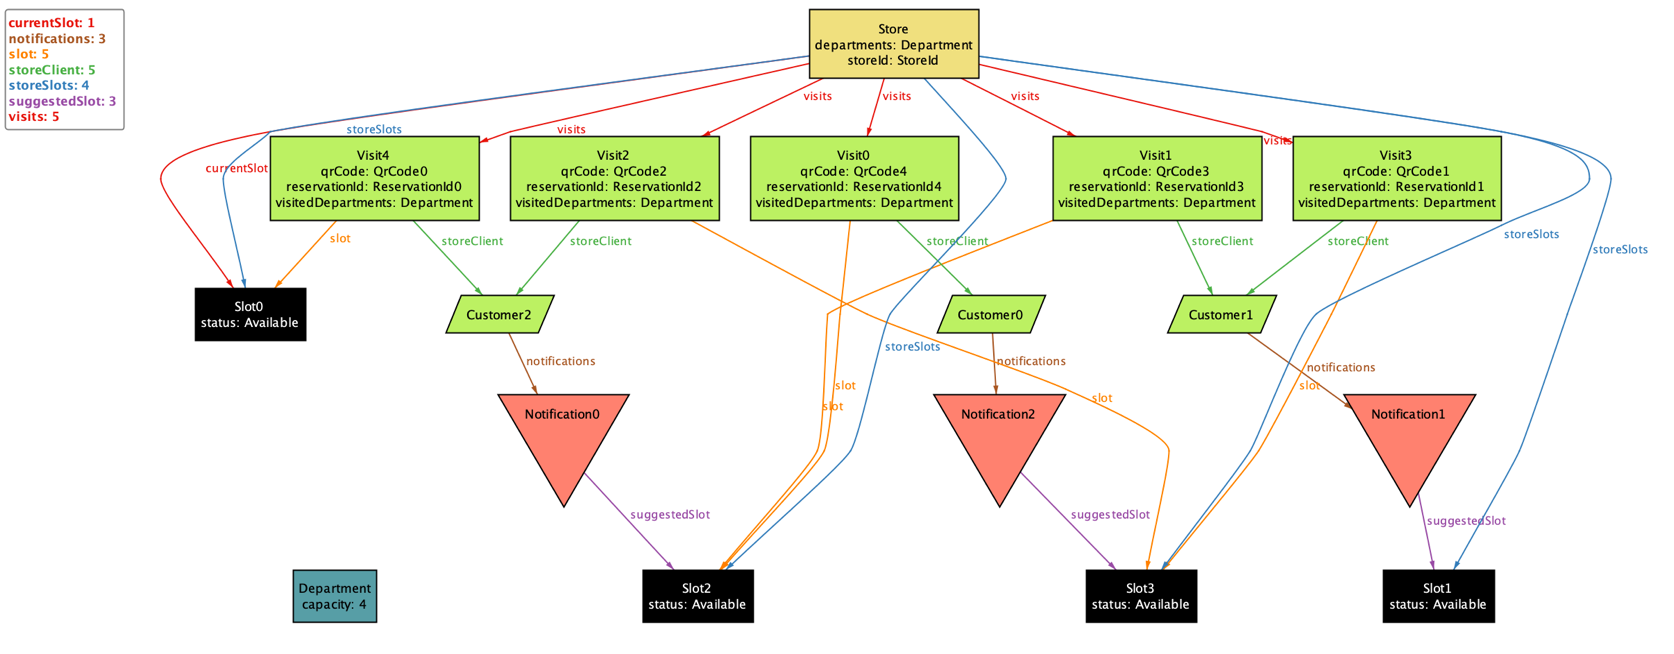 currentSlot: 1
notifications: 3
slot: 5
storeClient: 5
storeSlots: 4
suggestedSlot: 3
visits: 5
Store
departments: Department
storeId: StoreId
visits
visits
visits
storeSlots
visits
visits
currentSlot
Visit4
qrCode: QrCode0
reservationId: ReservationId0
visitedDepartments: Department
Visit2
qrCode: QrCode2
reservationId: ReservationId2
visitedDepartments: Department
Visit0
qrCode: QrCode4
reservationId: ReservationId4
visitedDepartments: Department
Visit1
qrCode: QrCode3
reservationId: ReservationId3
visitedDepartments: Department
Visit3
qrCode: QrCode1
reservationId: ReservationId1
visitedDepartments: Department
slot
storeClient
storeClient
storeClient
storeClient
storeClient
storeSlots
storeSlots
Slot0
status: Available
Customer2
Customer0
Customer1
storeSlots
notifications
notifications
notifications
slot
slot
slot
slot
Notification0
Notification2
Notification1
suggestedSlot
suggestedSlot
suggestedSlot
Department
capacity: 4
Slot2
status: Available
Slot3
status: Available
Slot1
status: Available